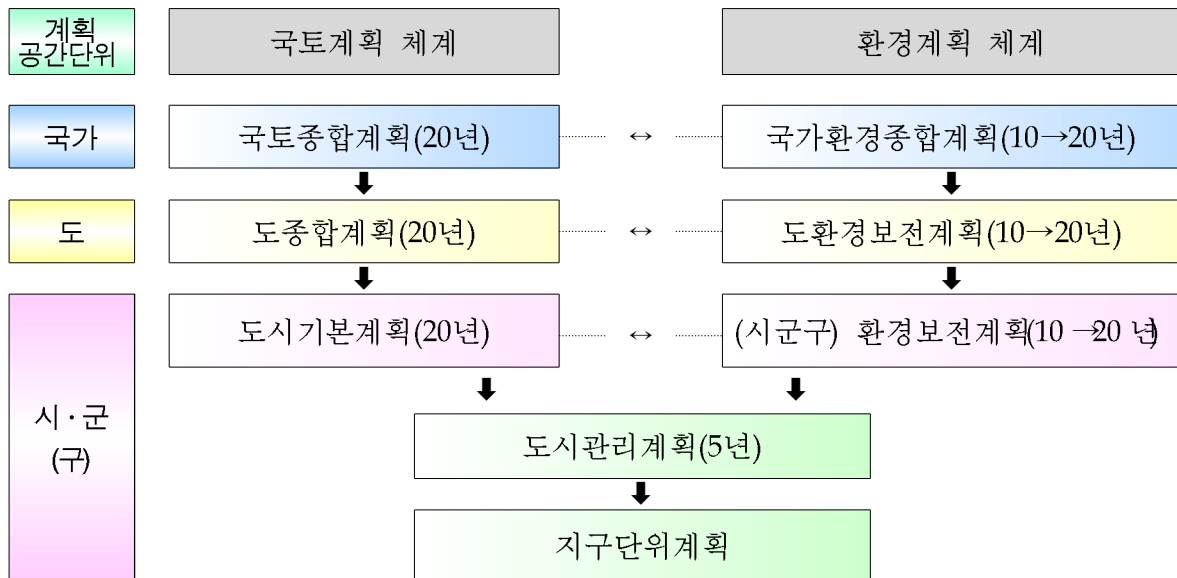 계획
공간단위
국토계획 체계
환경계획 체계
국가
국토종합계획(20년)
↔
국가환경종합계획(10→20년)
도
도종합계획(20년)
↔
도환경보전계획(10→20년)
시·군
(구)
도시기본계획(20년)
↔
(시군구) 환경보전계획(10→20 년)
도시관리계획(5년)
지구단위계획